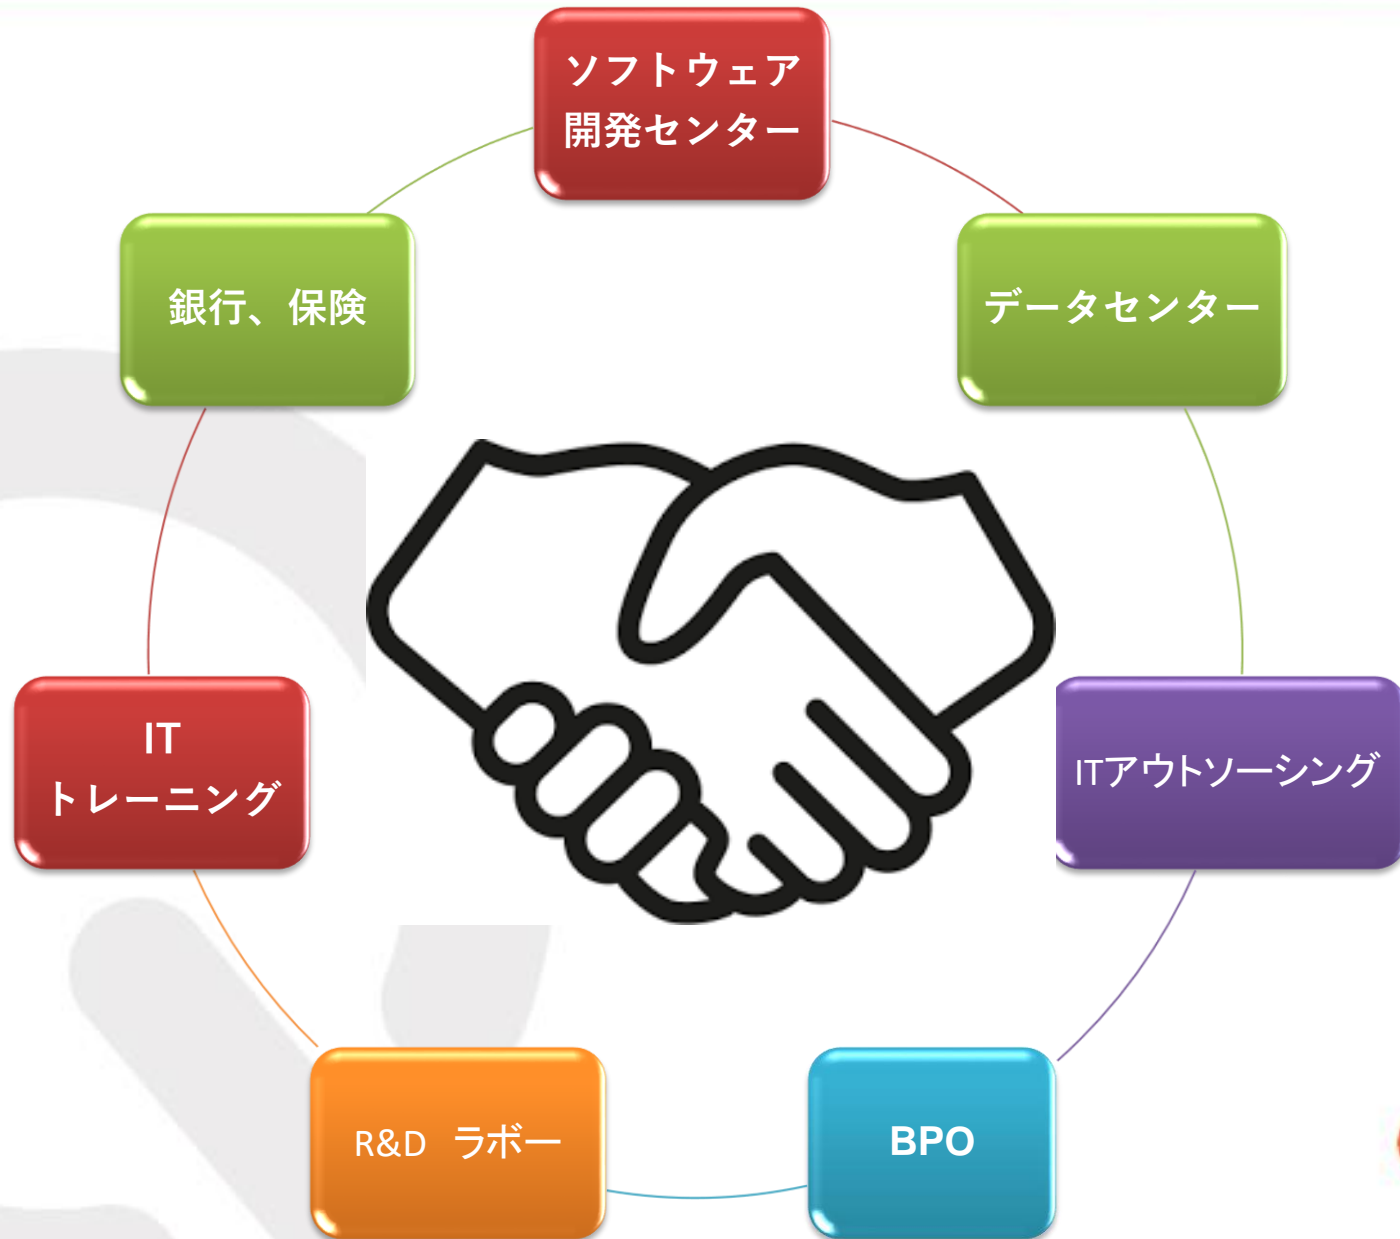 ソフトウェア
開発センター
銀行、保険
データセンター
IT
トレーニング
ITアウトソーシング
R&D　ラボー
BPO